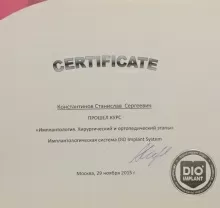 CERTIFICATE
Константинов Станислав Сергеевич
ПРОШЕЛ КУРС
«Имплантология. Хирургический и ортопедический этапы»
Имплантологическая система DIO Implant System
DIO
IMPLANT
Москва, 29 ноября 2015 г